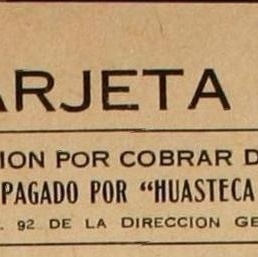 ARJETA
ION POR COBRAR D
PAGADO POR "HUASTECA
. 92 DE LA DIRECCION GE